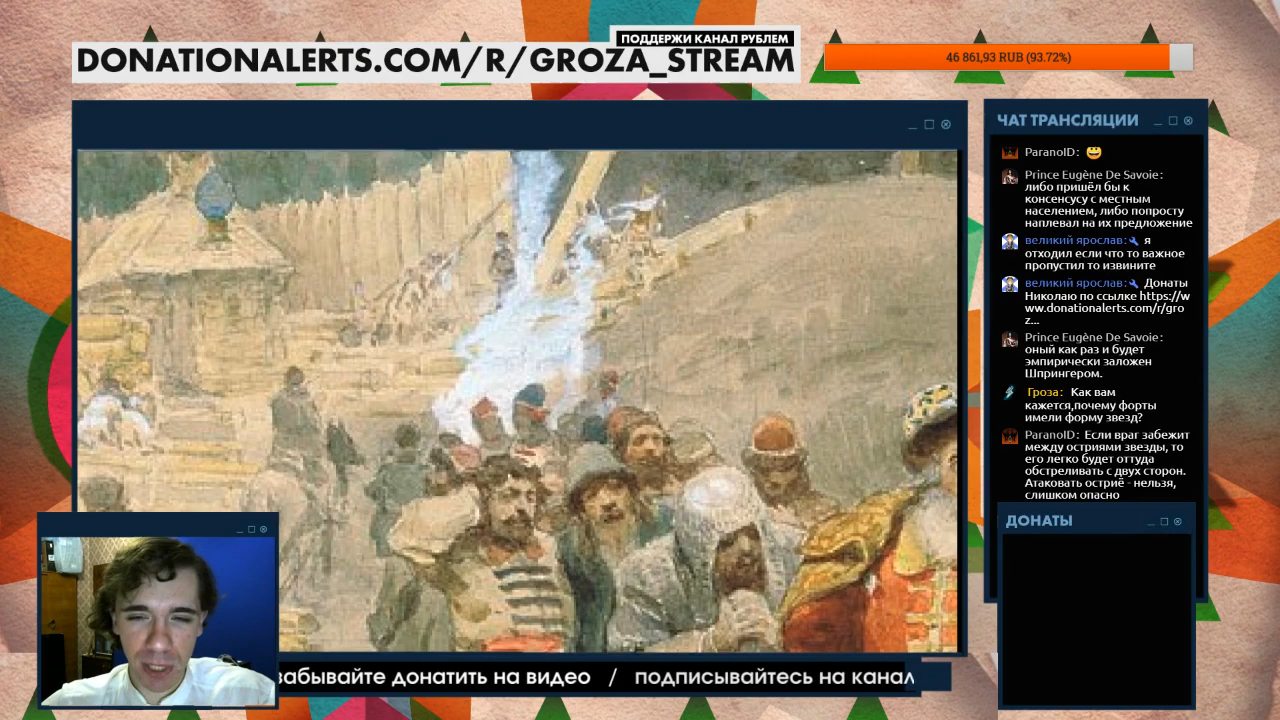 ПОДДЕРЖИ КАНАЛ РУБЛЕМ
DONATIONALERTS.COM/R/GROZA_STREAM
46 861,93 RUB (93.72%)
ЧАТ ТРАНСЛЯЦИИ
ParanoID:
Prince Eugène De Savoie:
либо пришёл бы к
консенсусу с местным
населением, либо попросту
наплевал на их предложение
великий ярослав: я
отходил если что то важное
пропустил то извините
великий ярослав: Донаты
Николаю по ссылке https://w
ww.donationalerts.com/r/gro
z...
Prince Eugène De Savoie:
оный как раз и будет
эмпирически заложен
Шпрингером.
Гроза: Как вам
кажется,почему форты
имели форму звезд?
ParanoID: Если враг забежит
между остриями звезды, то
его легко будет оттуда
обстреливать с двух сторон.
Атаковать остриё - нельзя,
слишком опасно
ДОНАТЫ
забывайте донатить на видео / подписывайтесь на канал